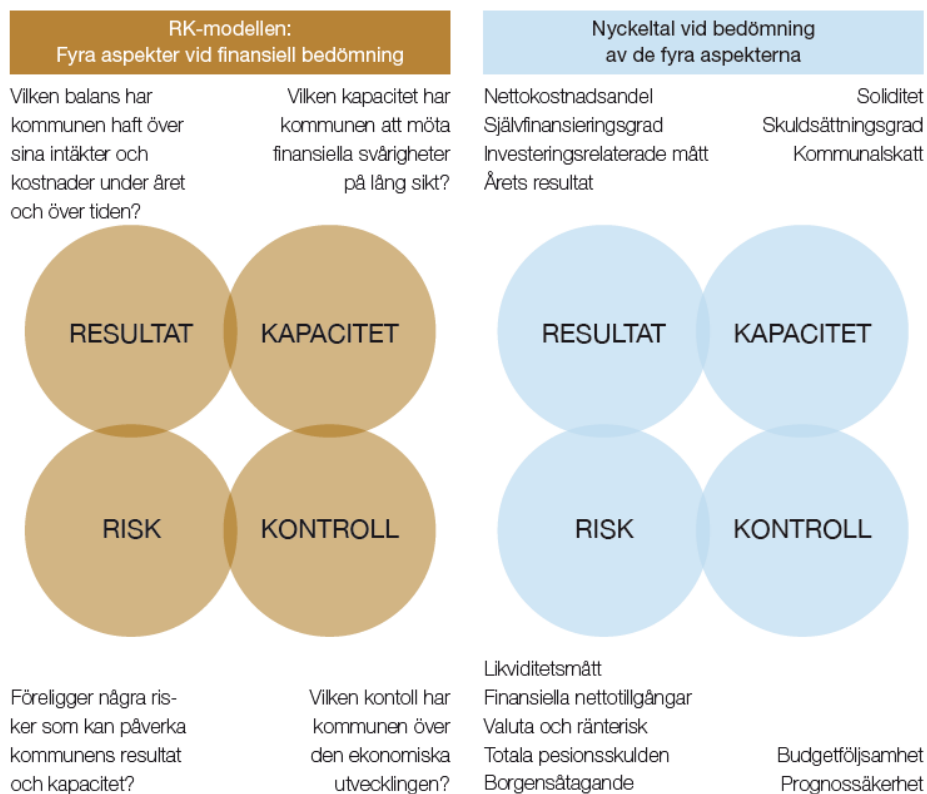 RK-modellen:
Fyra aspekter vid finansiell bedömning
Vilken balans har
kommunen haft över
sina intäkter och
kostnader under året
och över tiden?
Vilken kapacitet har
kommunen att möta
finansiella svårigheter
på lång sikt?
RESULTAT
KAPACITET
RISK
KONTROLL
Föreligger några ris-
ker som kan påverka
kommunens resultat
och kapacitet?
Vilken kontoll har
kommunen över
den ekonomiska
utvecklingen?
Nyckeltal vid bedömning
av de fyra aspekterna
Nettokostnadsandel
Självfinansieringsgrad
Investeringsrelaterade mått
Årets resultat
Soliditet
Skuldsättningsgrad
Kommunalskatt
RESULTAT
KAPACITET
RISK
KONTROLL
Likviditetsmått
Finansiella nettotillgångar
Valuta och ränterisk
Totala pesionsskulden
Borgensåtagande
Budgetföljsamhet
Prognossäkerhet